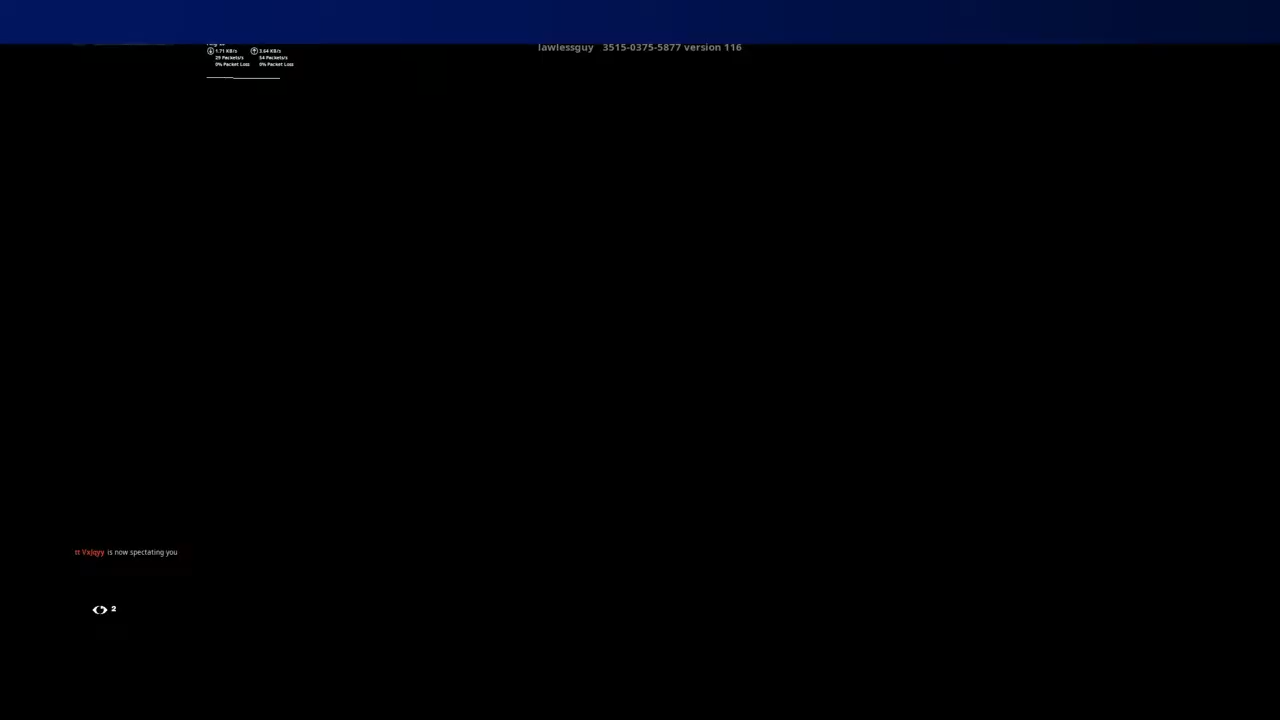 lawlessguy 3515-0375-5877 version 116
1.71 KB/s 3.64 KB/s
29 Packets/s 54 Packets/s
0% Packet Loss 0% Packet Loss
tt VxJqyy is now spectating you
2